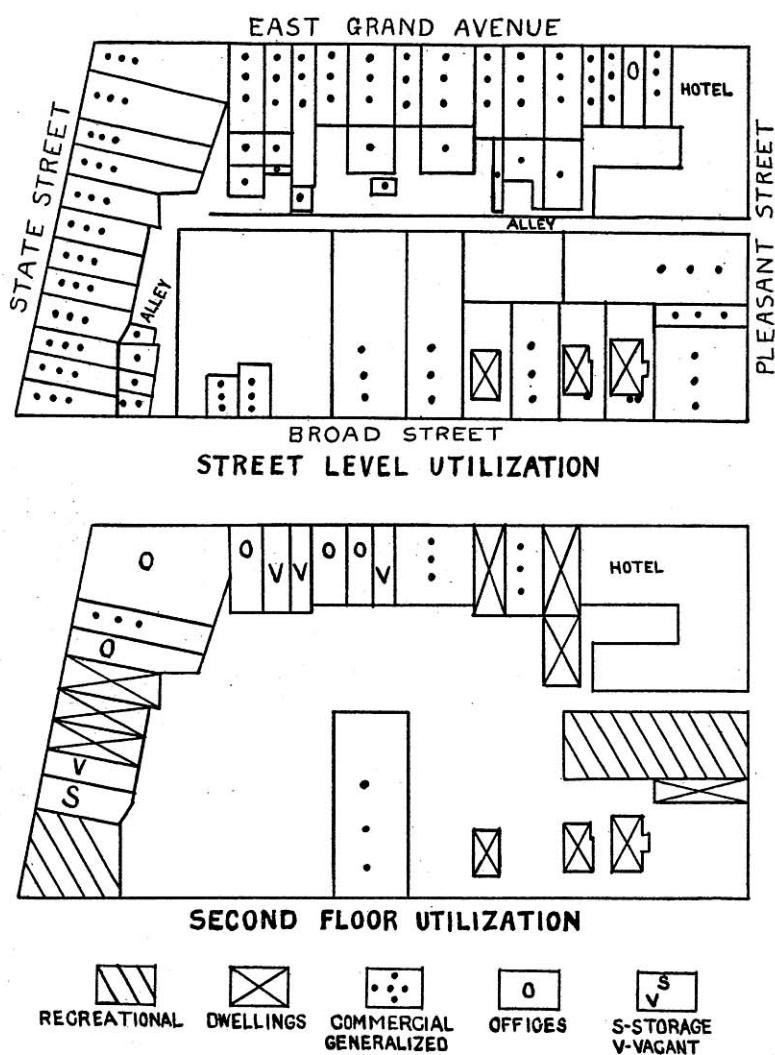 EAST GRAND AVENUE
STATE STREET
O
HOTEL
PLEASANT STREET
ALLEY
ALLEY
BROAD STREET
STREET LEVEL UTILIZATION
O
O
V
V
O
O
V
HOTEL
O
V
S
SECOND FLOOR UTILIZATION
RECREATIONAL
DWELLINGS
COMMERCIAL
GENERALIZED
O
OFFICES
S
V
S-STORAGE
V-VACANT